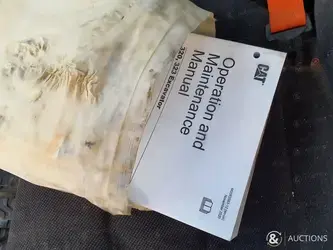 CAT
Operation and
Maintenance
Manual
320, 323 Excavator
& AUCTIONS